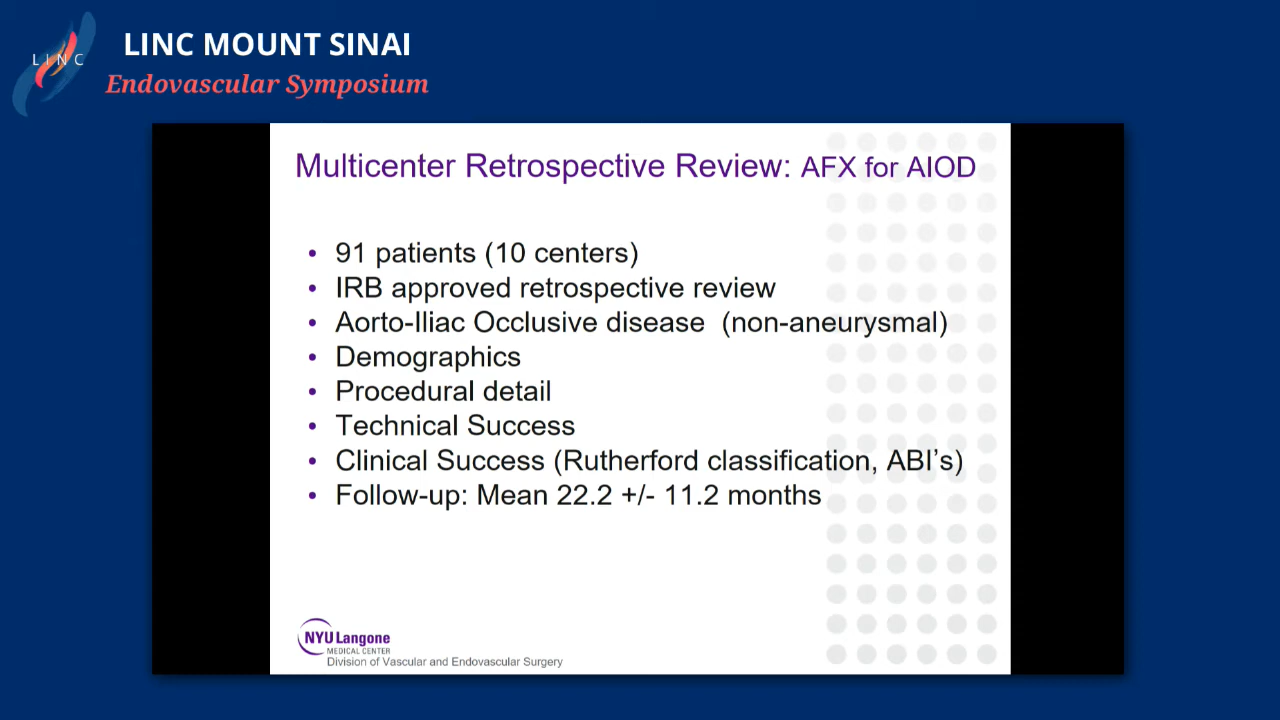 LINC
LINC MOUNT SINAI
Endovascular Symposium
Multicenter Retrospective Review: AFX for AIOD
• 91 patients (10 centers)
• IRB approved retrospective review
• Aorto-Iliac Occlusive disease (non-aneurysmal)
• Demographics
• Procedural detail
• Technical Success
• Clinical Success (Rutherford classification, ABI's)
• Follow-up: Mean 22.2 +/- 11.2 months
NYU Langone
MEDICAL CENTER
Division of Vascular and Endovascular Surgery